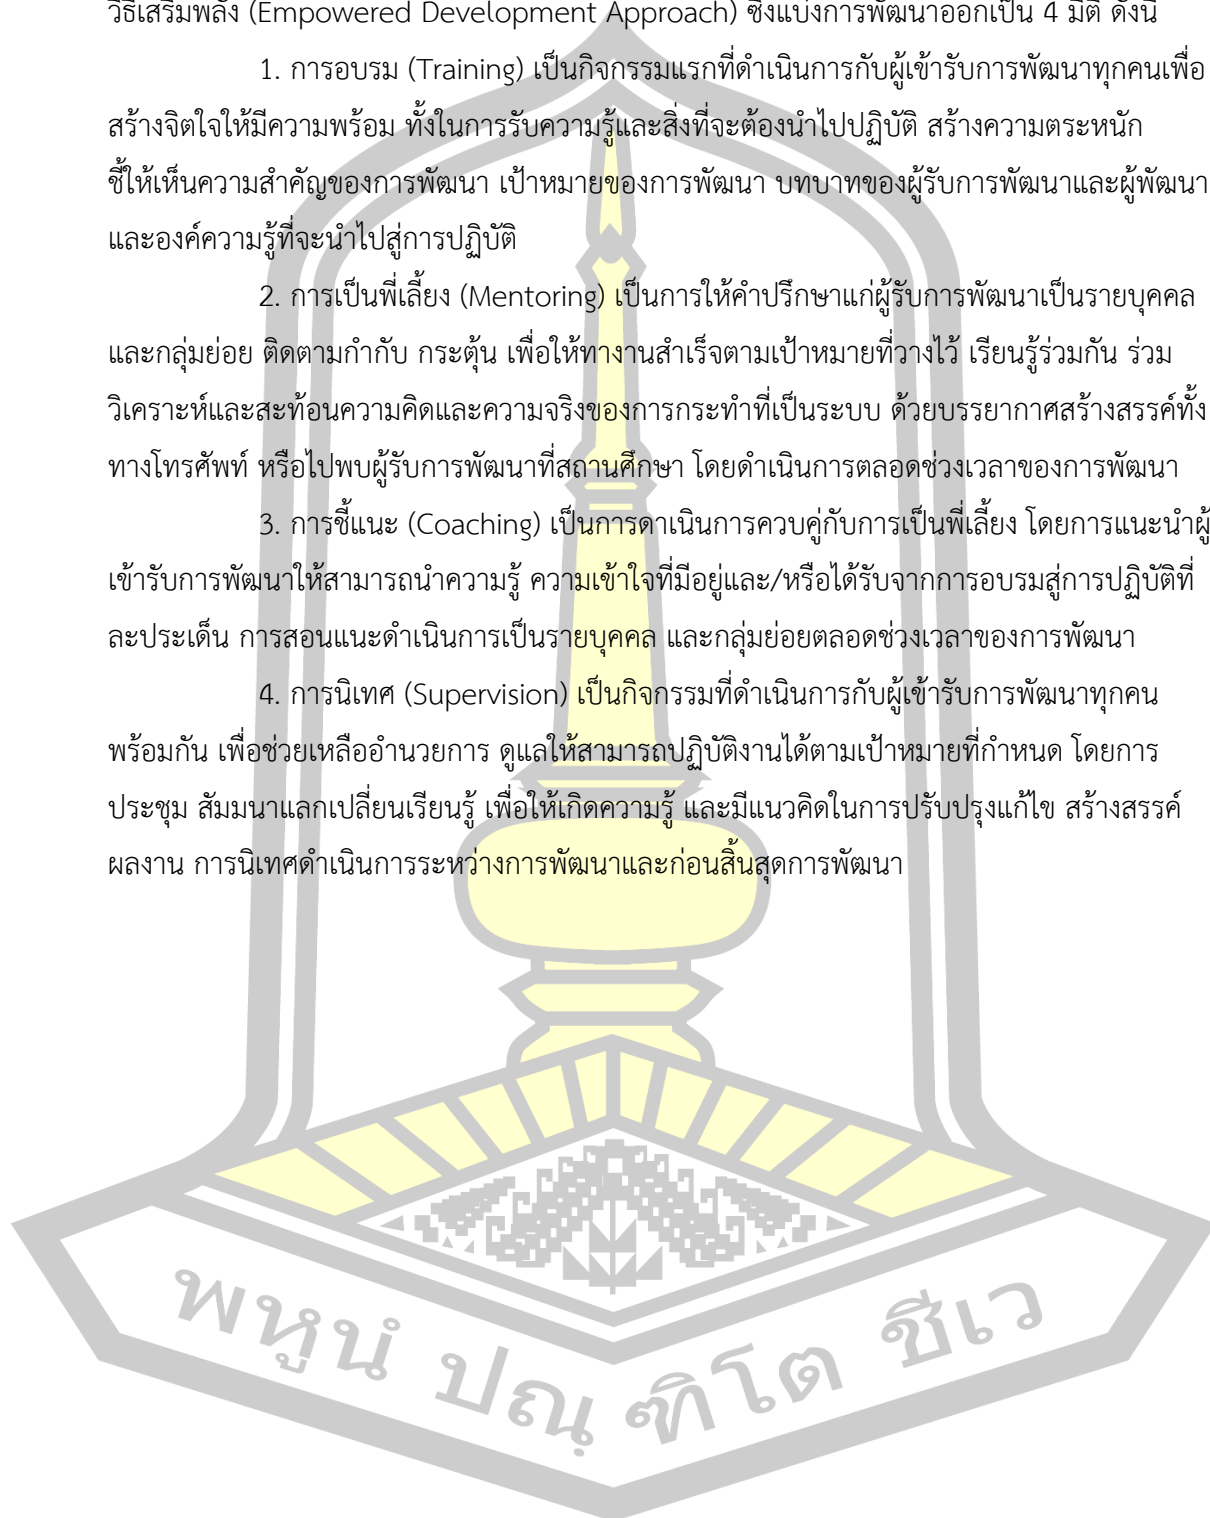 วิธีเสริมพลัง (Empowered Development Approach) ซึ่งแบ่งการพัฒนาออกเป็น 4 มิติ ดังนี้
1. การอบรม (Training) เป็นกิจกรรมแรกที่ดำเนินการกับผู้เข้ารับการพัฒนาทุกคนเพื่อ
สร้างจิตใจให้มีความพร้อม ทั้งในการรับความรู้และสิ่งที่จะต้องนำไปปฏิบัติ สร้างความตระหนัก
ชี้ให้เห็นความสำคัญของการพัฒนา เป้าหมายของการพัฒนา บทบาทของผู้รับการพัฒนาและผู้พัฒนา
และองค์ความรู้ที่จะนำไปสู่การปฏิบัติ
2. การเป็นพี่เลี้ยง (Mentoring) เป็นการให้คำปรึกษาแก่ผู้รับการพัฒนาเป็นรายบุคคล
และกลุ่มย่อย ติดตามกำกับ กระตุ้น เพื่อให้ทางานสำเร็จตามเป้าหมายที่วางไว้ เรียนรู้ร่วมกัน ร่วม
วิเคราะห์และสะท้อนความคิดและความจริงของการกระทำที่เป็นระบบ ด้วยบรรยากาศสร้างสรรค์ทั้ง
ทางโทรศัพท์ หรือไปพบผู้รับการพัฒนาที่สถานศึกษา โดยดำเนินการตลอดช่วงเวลาของการพัฒนา
3. การชี้แนะ (Coaching) เป็นการดาเนินการควบคู่กับการเป็นพี่เลี้ยง โดยการแนะนำผู้
เข้ารับการพัฒนาให้สามารถนำความรู้ ความเข้าใจที่มีอยู่และ/หรือได้รับจากการอบรมสู่การปฏิบัติที่
ละประเด็น การสอนแนะดำเนินการเป็นรายบุคคล และกลุ่มย่อยตลอดช่วงเวลาของการพัฒนา
4. การนิเทศ (Supervision) เป็นกิจกรรมที่ดำเนินการกับผู้เข้ารับการพัฒนาทุกคน
พร้อมกัน เพื่อช่วยเหลืออำนวยการ ดูแลให้สามารถปฏิบัติงานได้ตามเป้าหมายที่กำหนด โดยการ
ประชุม สัมมนาแลกเปลี่ยนเรียนรู้ เพื่อให้เกิดความรู้ และมีแนวคิดในการปรับปรุงแก้ไข สร้างสรรค์
ผลงาน การนิเทศดำเนินการระหว่างการพัฒนาและก่อนสิ้นสุดการพัฒนา
พหูนํ ปณฺฑิโต ชีเว